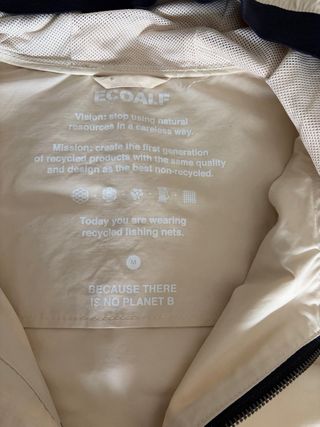 ECOALF
Vision: stop using natural
resources in a careless way.
Mission: create the first generation
of recycled products with the same quality
and design as the best non-recycled.
Today you are wearing
recycled fishing nets.
M
BECAUSE THERE
IS NO PLANET B